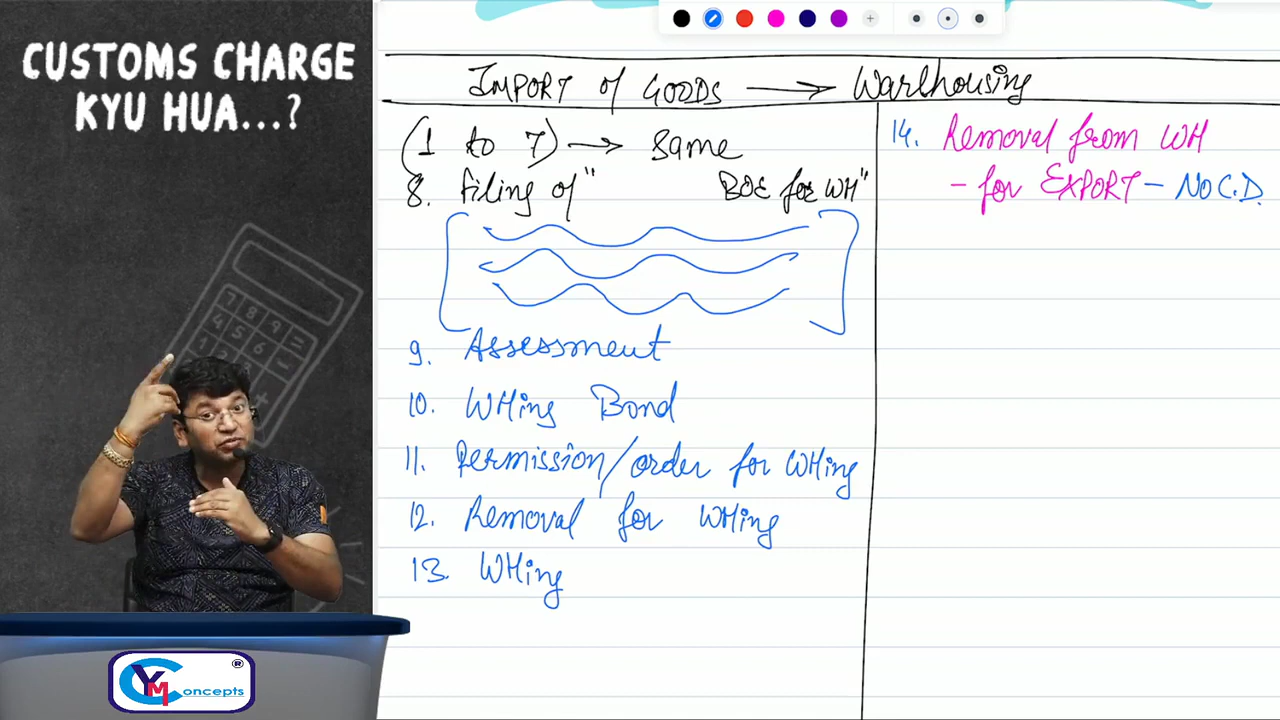 CUSTOMS CHARGE
KYU HUA...?
IMPORT of GOODS → Warehousing
(1 to 7) → Same
8. Filing of " BOE for WH"
9. Assessment
10. WHing Bond
11. Permission/order for WHing
12. Removal for WHing
13. WHing
14. Removal from WH
- for EXPORT - NO C.D.
CYM concepts ®